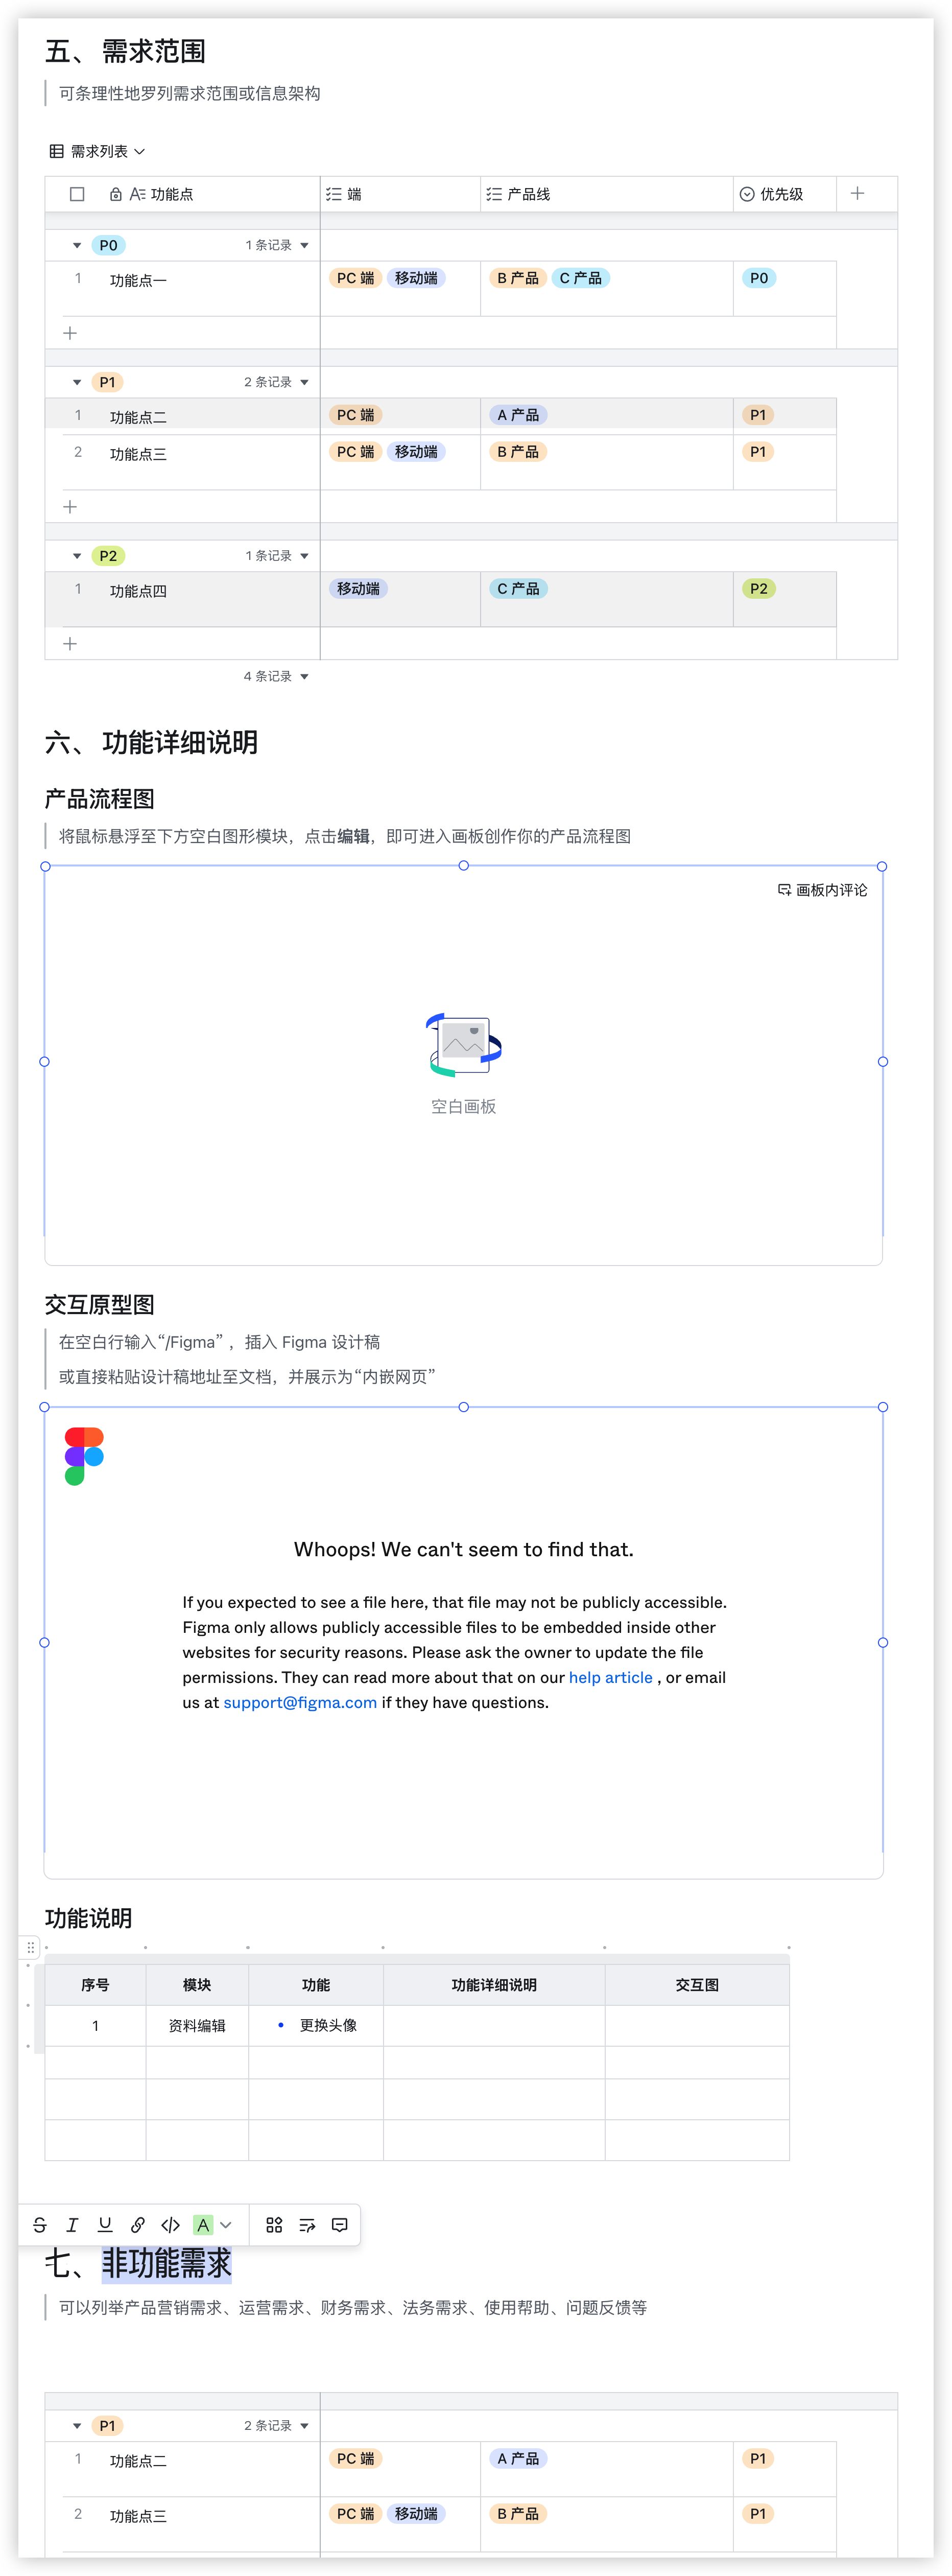 五、 需求范围
可条理性地罗列需求范围或信息架构
需求列表
功能点 端 产品线 优先级
P0 1 条记录
1 功能点一 PC 端 移动端 B 产品 C 产品 P0
P1 2 条记录
1 功能点二 PC 端 A 产品 P1
2 功能点三 PC 端 移动端 B 产品 P1
P2 1 条记录
1 功能点四 移动端 C 产品 P2
4 条记录
六、 功能详细说明
产品流程图
将鼠标悬浮至下方空白图形模块，点击编辑，即可进入画板创作你的产品流程图
画板内评论
空白画板
交互原型图
在空白行输入“/Figma” ，插入 Figma 设计稿
或直接粘贴设计稿地址至文档，并展示为“内嵌网页”
Whoops! We can't seem to find that.
If you expected to see a file here, that file may not be publicly accessible.
Figma only allows publicly accessible files to be embedded inside other
websites for security reasons. Please ask the owner to update the file
permissions. They can read more about that on our help article , or email
us at support@figma.com if they have questions.
功能说明
序号 模块 功能 功能详细说明 交互图
1 资料编辑 • 更换头像
S I U A
七、 非功能需求
可以列举产品营销需求、运营需求、财务需求、法务需求、使用帮助、问题反馈等
P1 2 条记录
1 功能点二 PC 端 A 产品 P1
2 功能点三 PC 端 移动端 B 产品 P1